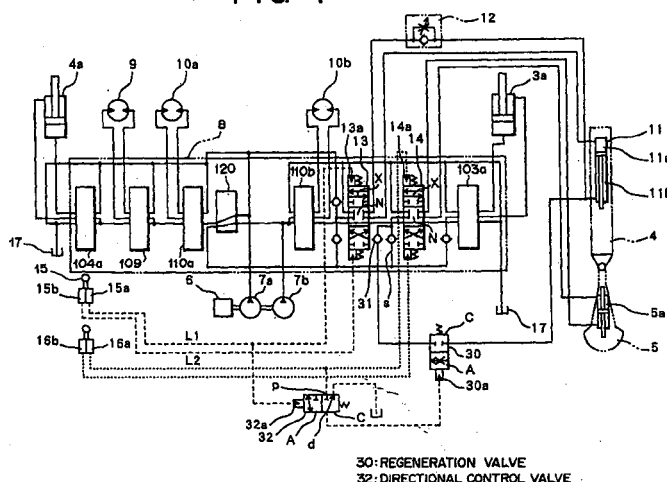 FIG. 1
12
4a
9
10a
10b
3a
8
13a
13
14a
14
11
11a
120
110b
X
X
103a
11b
N
N
4
17
104a
109
110a
31
a
17
15
6
7a
7b
5a
15b
15a
C
5
30
16b
16a
L1
A
L2
30a
p
32a
C
32
A
d
30:REGENERATION VALVE
32:DIRECTIONAL CONTROL VALVE